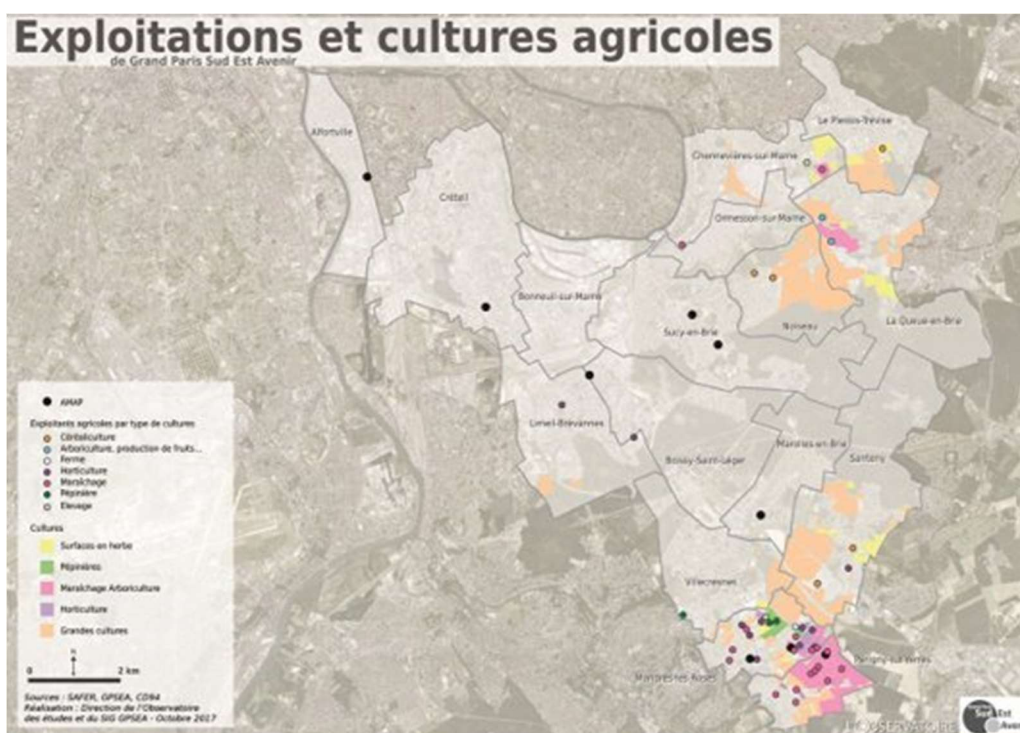 Exploitations et cultures agricoles
de Grand Paris Sud Est Avenir
Le Plessis-Trévise
Alfortville
Chennevières-sur-Marne
Créteil
Ormesson-sur-Marne
Bonneuil-sur-Marne
La Queue-en-Brie
Noiseau
Sucy-en-Brie
Limeil-Brévannes
Marolles-en-Brie
Boissy-Saint-Léger
Santeny
Villecresnes
Périgny-sur-Yerres
Mandres-les-Roses
AMAP
Exploitants agricoles par type de cultures
Céréaliculture
Arboriculture, production de fruits...
Ferme
Horticulture
Maraîchage
Pépinière
Elevage
Cultures
Surfaces en herbe
Pépinières
Maraîchage Arboriculture
Horticulture
Grandes cultures
N
0 2 km
Sources : SAFER, GPSEA, CD94
Réalisation : Direction de l'Observatoire
des études et du SIG GPSEA - Octobre 2017
L'OBSERVATOIRE
Sud Est
Aven